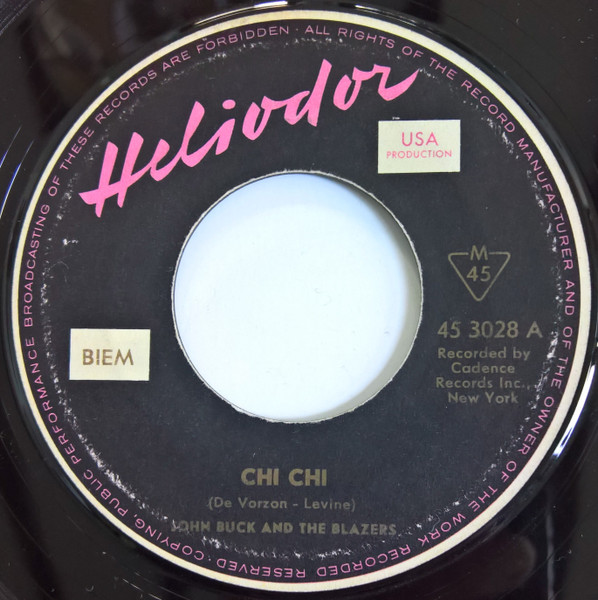 BROADCASTING OF THESE RECORDS ARE FORBIDDEN · ALL RIGHTS OF THE RECORD MANUFACTURER AND OF THE OWNER OF THE WORK RECORDED RESERVED · COPYING PUBLIC PERFORMANCE
Heliodor
USA
PRODUCTION
M
45
45 3028 A
BIEM
Recorded by
Cadence
Records Inc.,
New York
CHI CHI
(De Vorzon - Levine)
JOHN BUCK AND THE BLAZERS